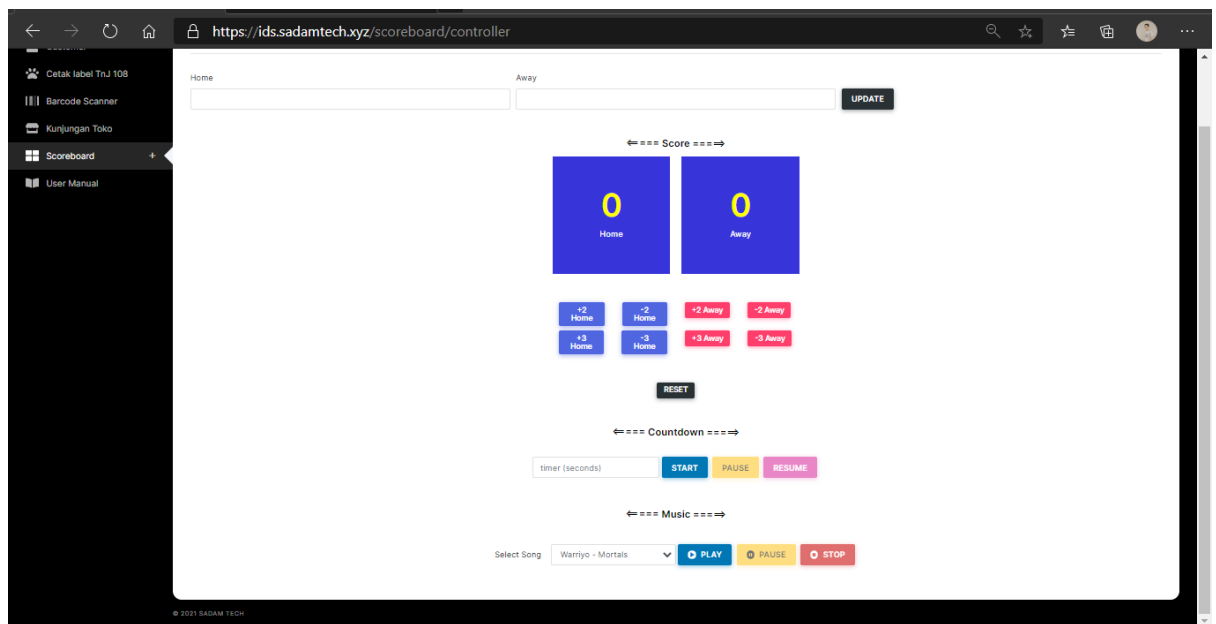 https://ids.sadamtech.xyz/scoreboard/controller
Cetak label TnJ 108
Barcode Scanner
Kunjungan Toko
Scoreboard +
User Manual
Home Away
UPDATE
<=== Score ===>
0 0
Home Away
+2 Home -2 Home +2 Away -2 Away
+3 Home -3 Home +3 Away -3 Away
RESET
<=== Countdown ===>
timer (seconds) START PAUSE RESUME
<=== Music ===>
Select Song Warriyo - Mortals PLAY PAUSE STOP
© 2021 SADAM TECH